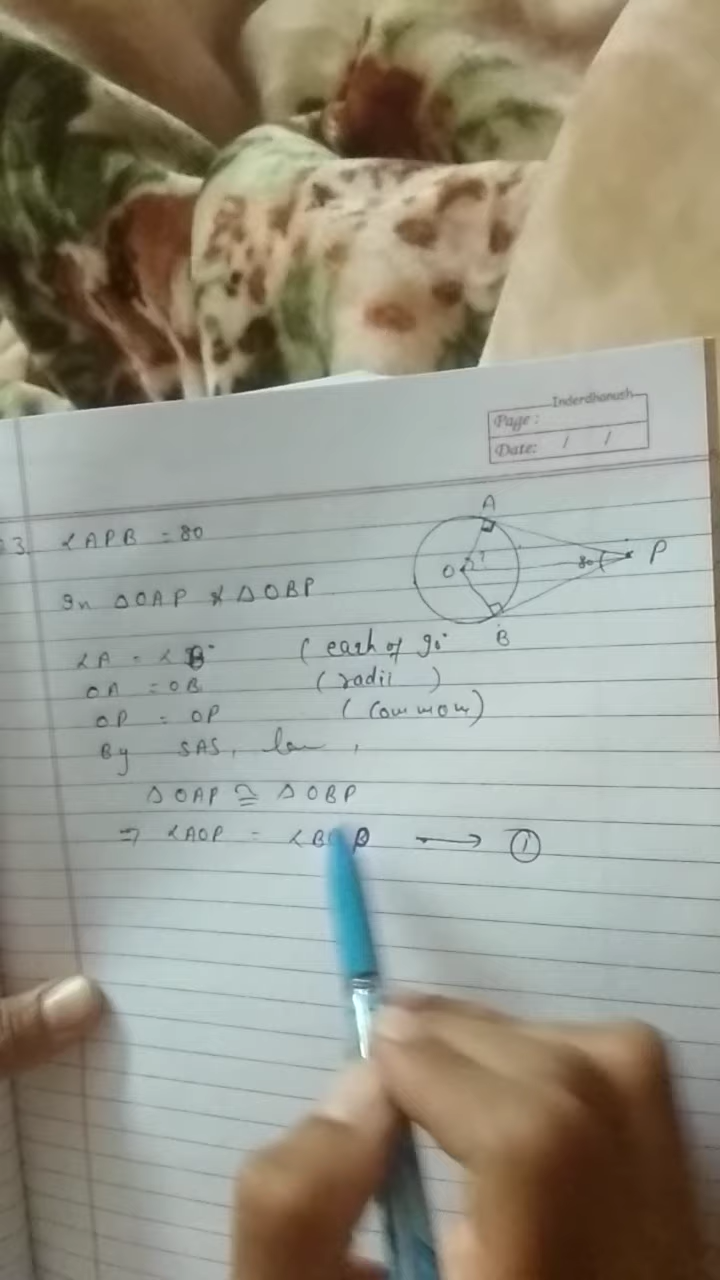 Inderdhanush
Page :
Date: / /
3. ∠APB = 80
In △OAP & △OBP
∠A = ∠B (each of 90°
OA = OB (radii )
OP = OP (common)
By SAS, law ,
△OAP ≅ △OBP
⇒ ∠AOP = ⟶ ①
A
O ?
80
P
B